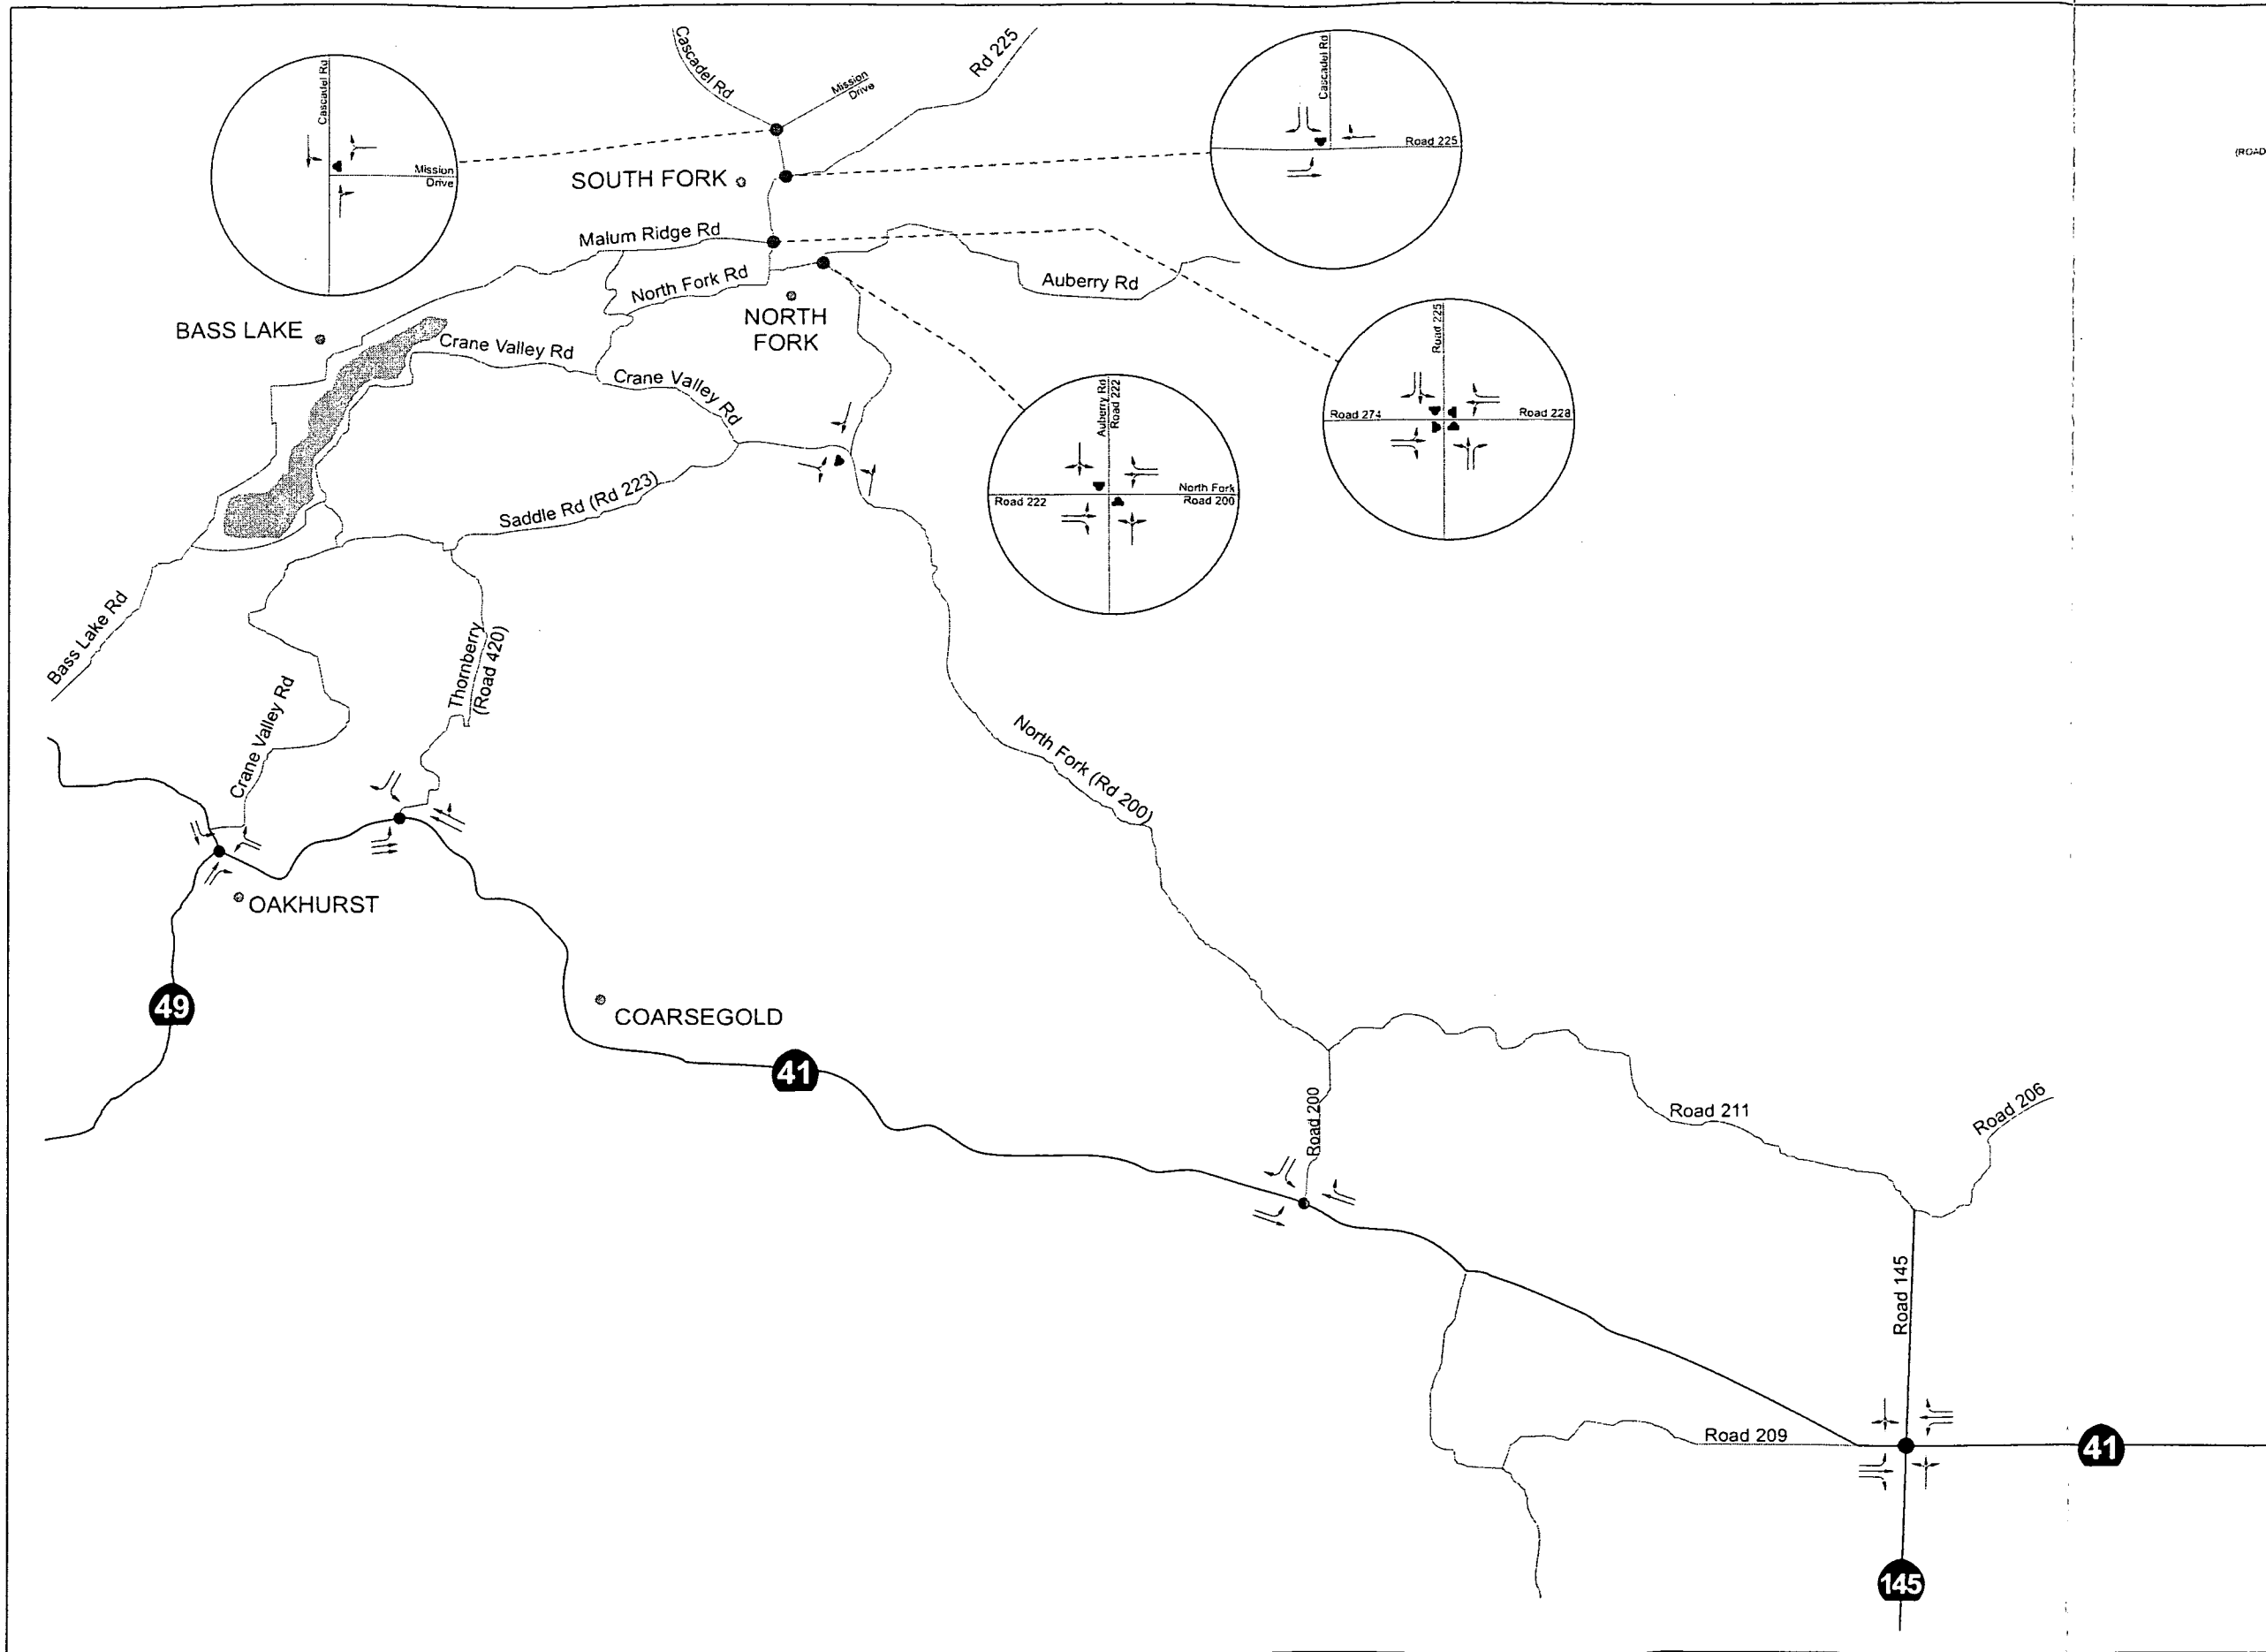 Cascadel Rd
Mission
Drive
Rd 225
Cascadel Rd
Mission
Drive
Cascadel Rd
Road 225
(ROAD
SOUTH FORK
Malum Ridge Rd
North Fork Rd
Auberry Rd
NORTH
FORK
BASS LAKE
Crane Valley Rd
Crane Valley Rd
Road 225
Road 274
Road 228
Auberry Rd
Road 222
Road 222
North Fork
Road 200
Saddle Rd (Rd 223)
Bass Lake Rd
Thornberry
(Road 420)
Crane Valley Rd
North Fork (Rd 200)
OAKHURST
49
COARSEGOLD
41
Road 200
Road 211
Road 206
Road 145
Road 209
41
145